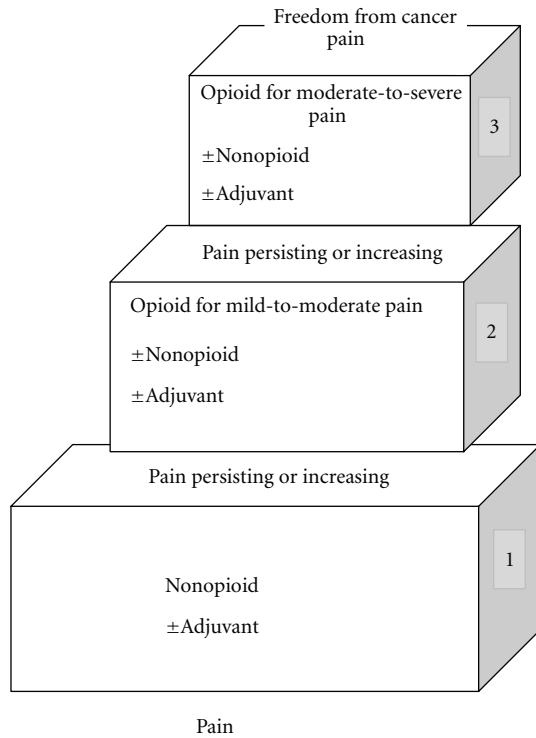 Freedom from cancer
pain
Opioid for moderate-to-severe
pain
±Nonopioid
±Adjuvant
3
Pain persisting or increasing
Opioid for mild-to-moderate pain
±Nonopioid
±Adjuvant
2
Pain persisting or increasing
Nonopioid
±Adjuvant
1
Pain